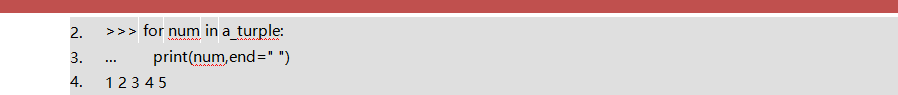 2. >>> for num in a_turple:
3. ... print(num,end=" ")
4. 1 2 3 4 5